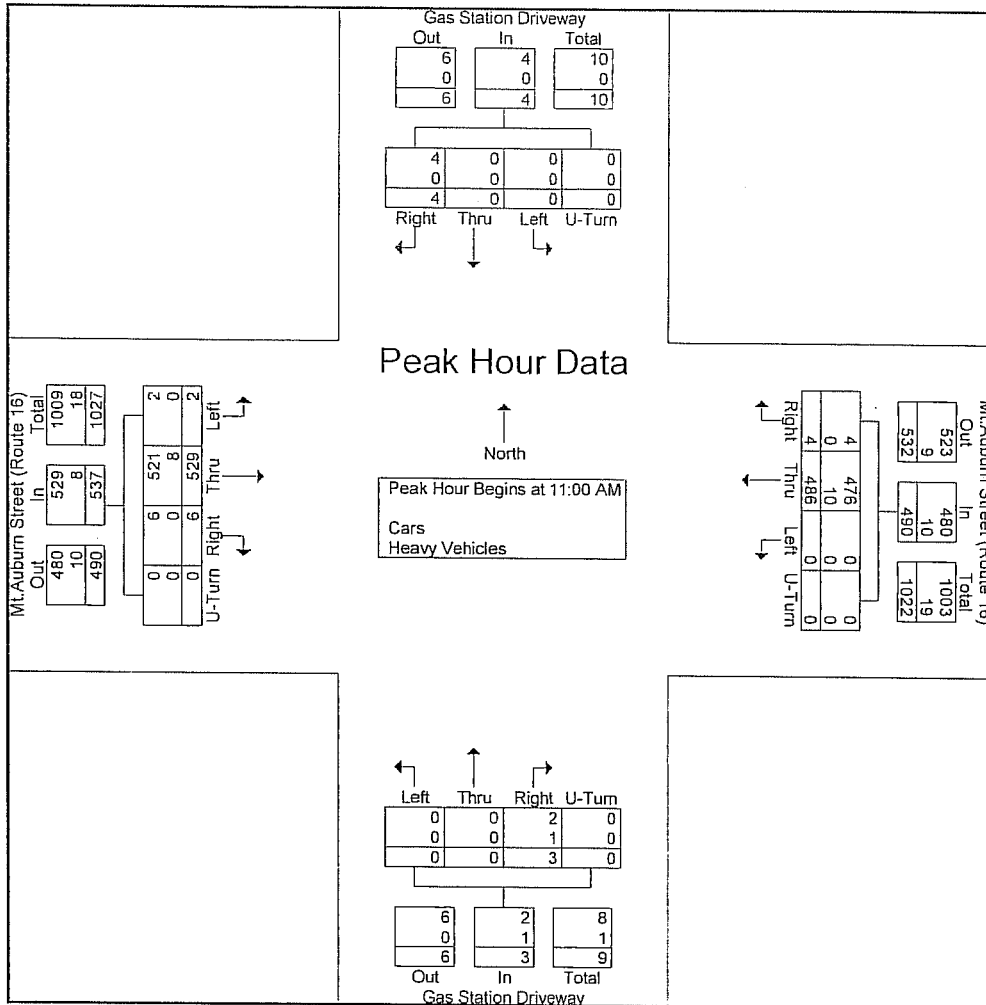 Gas Station Driveway
Out In Total
6 4 10
0 0 0
6 4 10
4 0 0 0
0 0 0 0
4 0 0 0
Right Thru Left U-Turn
Peak Hour Data
North
Peak Hour Begins at 11:00 AM
Cars
Heavy Vehicles
Mt.Auburn Street (Route 16)
Out In Total
480 529 1009
10 8 18
490 537 1027
U-Turn Right Thru Left
0 6 521 2
0 0 8 0
0 6 529 2
Mt.Auburn Street (Route 16)
Out In Total
523 480 1003
9 10 19
532 490 1022
4 476 0 0
0 10 0 0
4 486 0 0
Right Thru Left U-Turn
Left Thru Right U-Turn
0 0 2 0
0 0 1 0
0 0 3 0
6 2 8
0 1 1
6 3 9
Out In Total
Gas Station Driveway